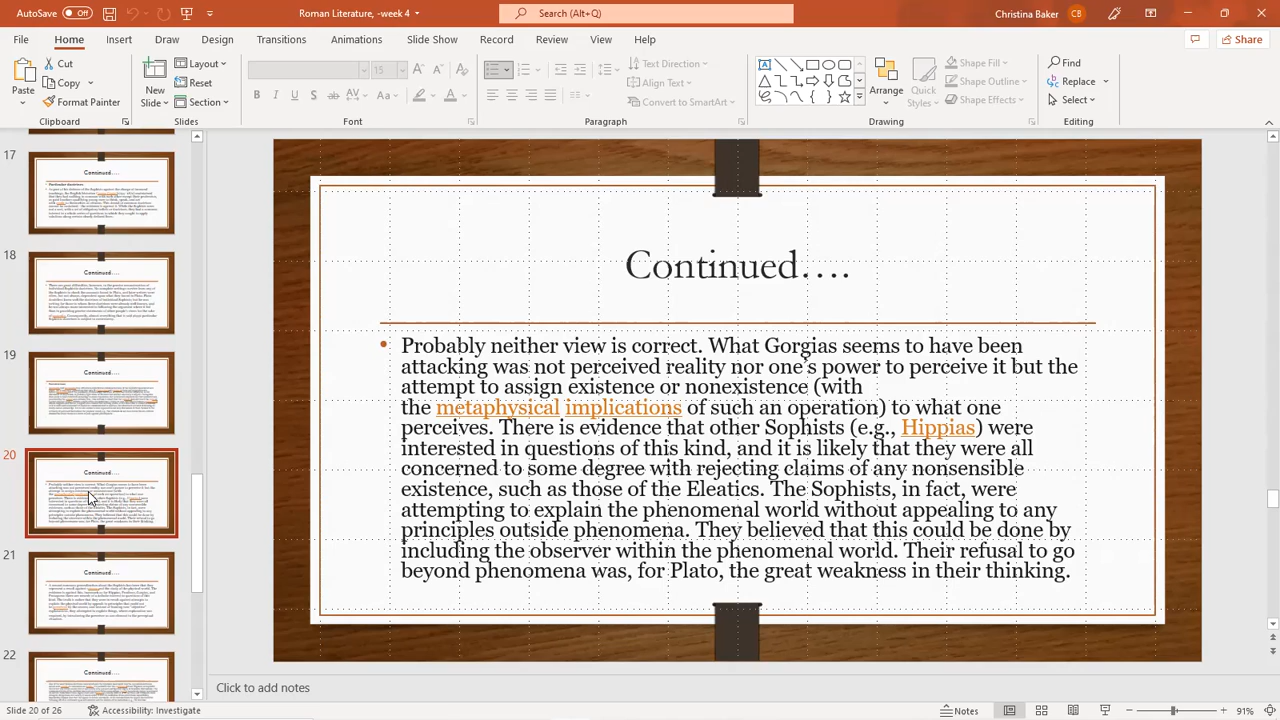 AutoSave Off
Roman Literature, -week 4
Search (Alt+Q)
Christina Baker
CB
File Home Insert Draw Design Transitions Animations Slide Show Record Review View Help
Share
Paste
Cut
Copy
Format Painter
Clipboard
New Slide
Layout
Reset
Section
Slides
15
Font
Text Direction
Align Text
Convert to SmartArt
Paragraph
Arrange
Quick Styles
Shape Fill
Shape Outline
Shape Effects
Drawing
Find
Replace
Select
Editing
17
Continued….
18
Continued….
19
Continued….
20
Continued….
21
Continued….
22
Continued….
Continued….
• Probably neither view is correct. What Gorgias seems to have been
attacking was not perceived reality nor one's power to perceive it but the
attempt to assign existence or nonexistence (with
the metaphysical implications of such an operation) to what one
perceives. There is evidence that other Sophists (e.g., Hippias) were
interested in questions of this kind, and it is likely that they were all
concerned to some degree with rejecting claims of any nonsensible
existence, such as those of the Eleatics. The Sophists, in fact, were
attempting to explain the phenomenal world without appealing to any
principles outside phenomena. They believed that this could be done by
including the observer within the phenomenal world. Their refusal to go
beyond phenomena was, for Plato, the great weakness in their thinking.
Click to add notes
Slide 20 of 26
Accessibility: Investigate
Notes
91%